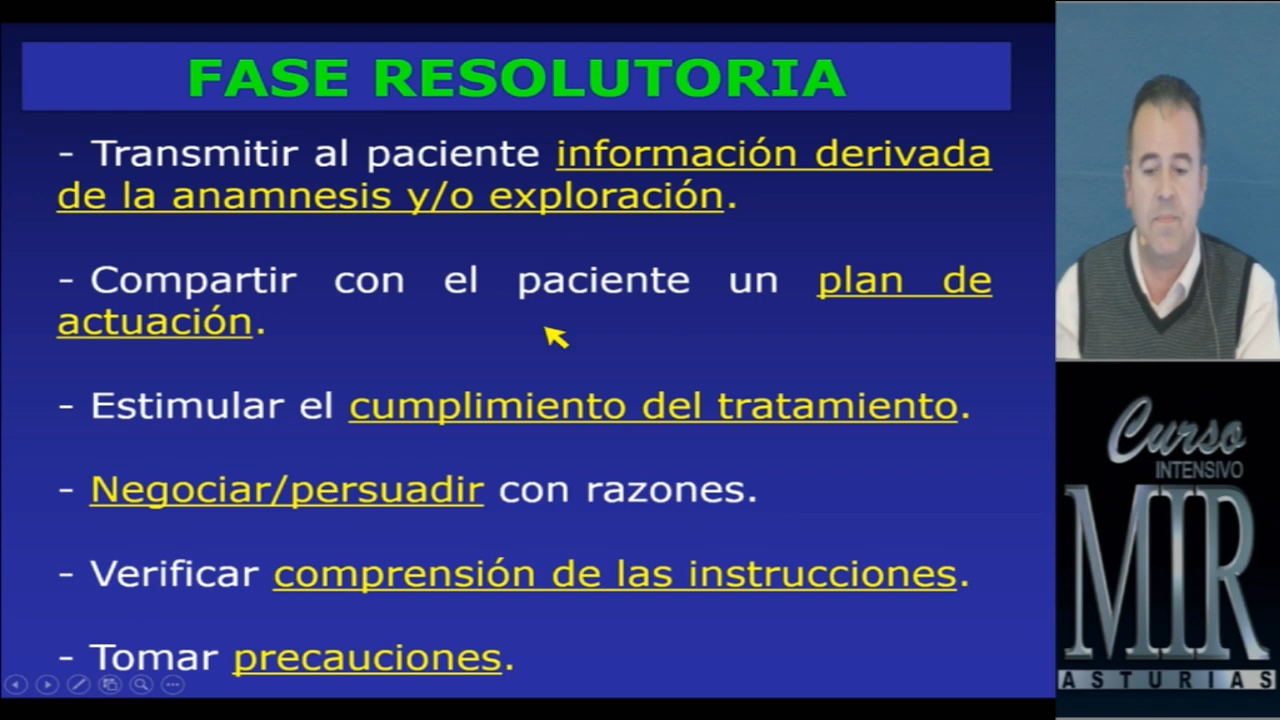 FASE RESOLUTORIA
- Transmitir al paciente información derivada
de la anamnesis y/o exploración.
- Compartir con el paciente un plan de
actuación.
- Estimular el cumplimiento del tratamiento.
- Negociar/persuadir con razones.
- Verificar comprensión de las instrucciones.
- Tomar precauciones.
Curso
INTENSIVO
MIR
ASTURIAS